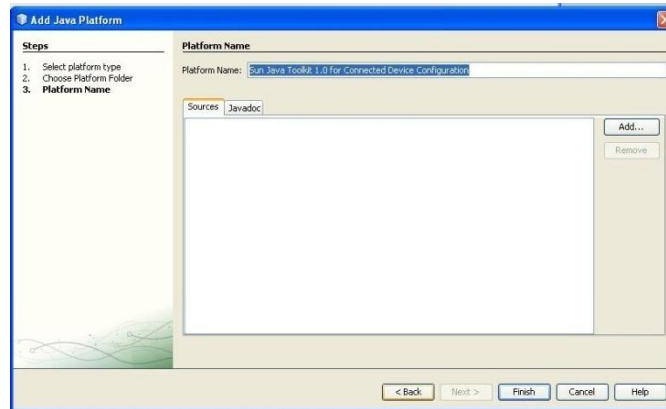 Add Java Platform
Steps
1. Select platform type
2. Choose Platform Folder
3. Platform Name
Platform Name
Platform Name: Sun Java Toolkit 1.0 for Connected Device Configuration
Sources Javadoc
Add...
Remove
< Back Next > Finish Cancel Help